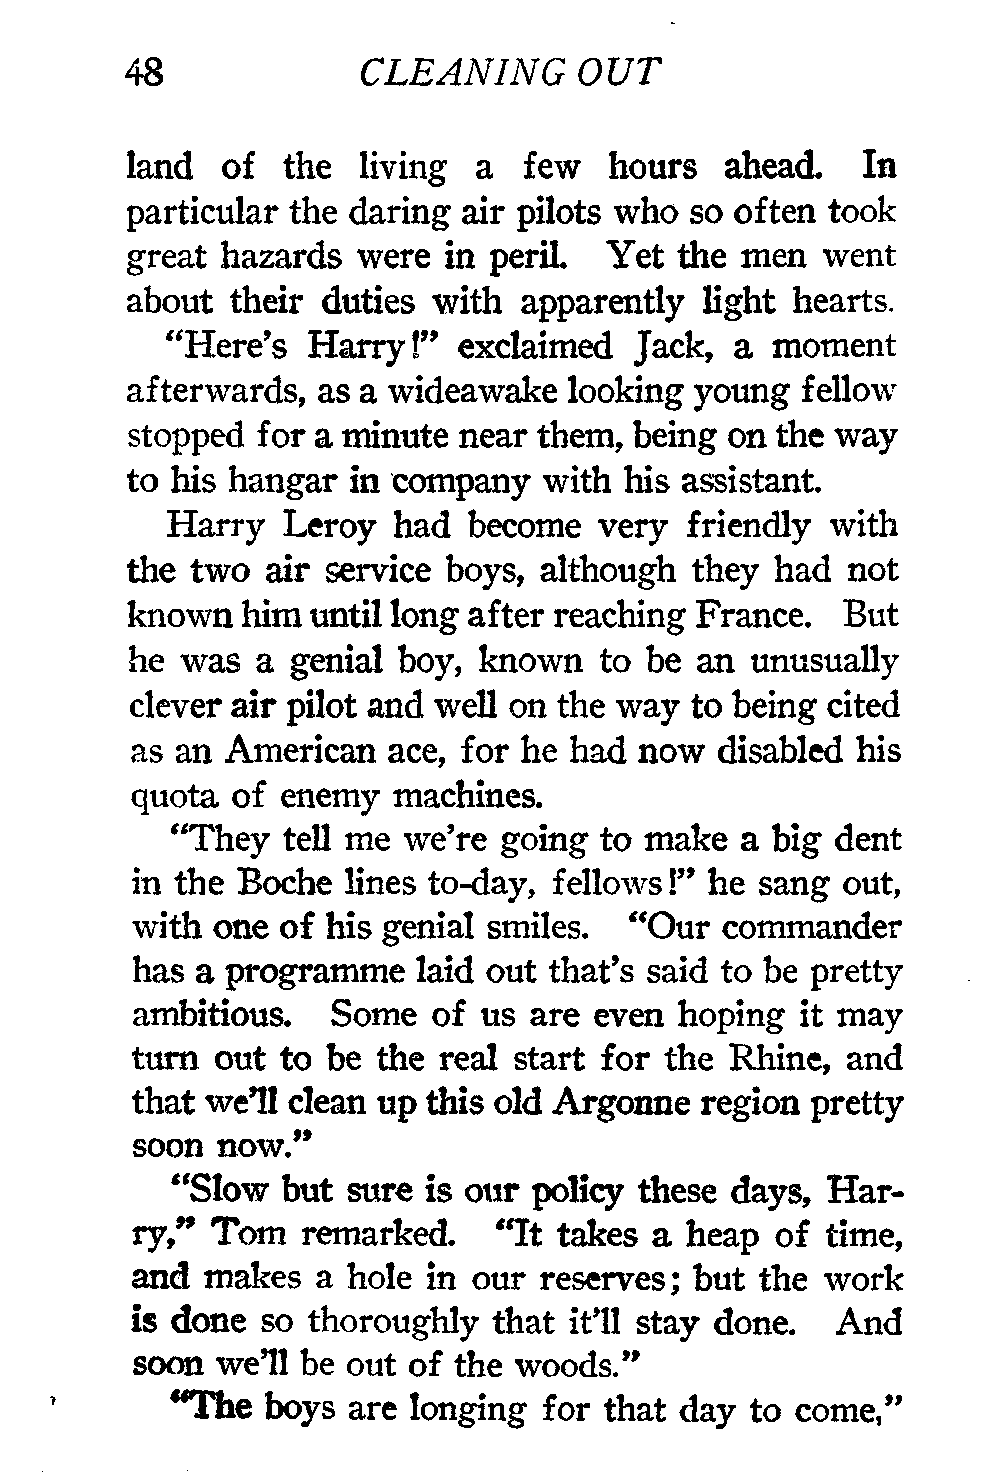 48 CLEANING OUT
land of the living a few hours ahead. In
particular the daring air pilots who so often took
great hazards were in peril. Yet the men went
about their duties with apparently light hearts.
“Here’s Harry!” exclaimed Jack, a moment
afterwards, as a wideawake looking young fellow
stopped for a minute near them, being on the way
to his hangar in company with his assistant.
Harry Leroy had become very friendly with
the two air service boys, although they had not
known him until long after reaching France. But
he was a genial boy, known to be an unusually
clever air pilot and well on the way to being cited
as an American ace, for he had now disabled his
quota of enemy machines.
“They tell me we’re going to make a big dent
in the Boche lines to-day, fellows!” he sang out,
with one of his genial smiles. “Our commander
has a programme laid out that’s said to be pretty
ambitious. Some of us are even hoping it may
turn out to be the real start for the Rhine, and
that we’ll clean up this old Argonne region pretty
soon now.”
“Slow but sure is our policy these days, Har-
ry,” Tom remarked. “It takes a heap of time,
and makes a hole in our reserves; but the work
is done so thoroughly that it’ll stay done. And
soon we’ll be out of the woods.”
“The boys are longing for that day to come,”